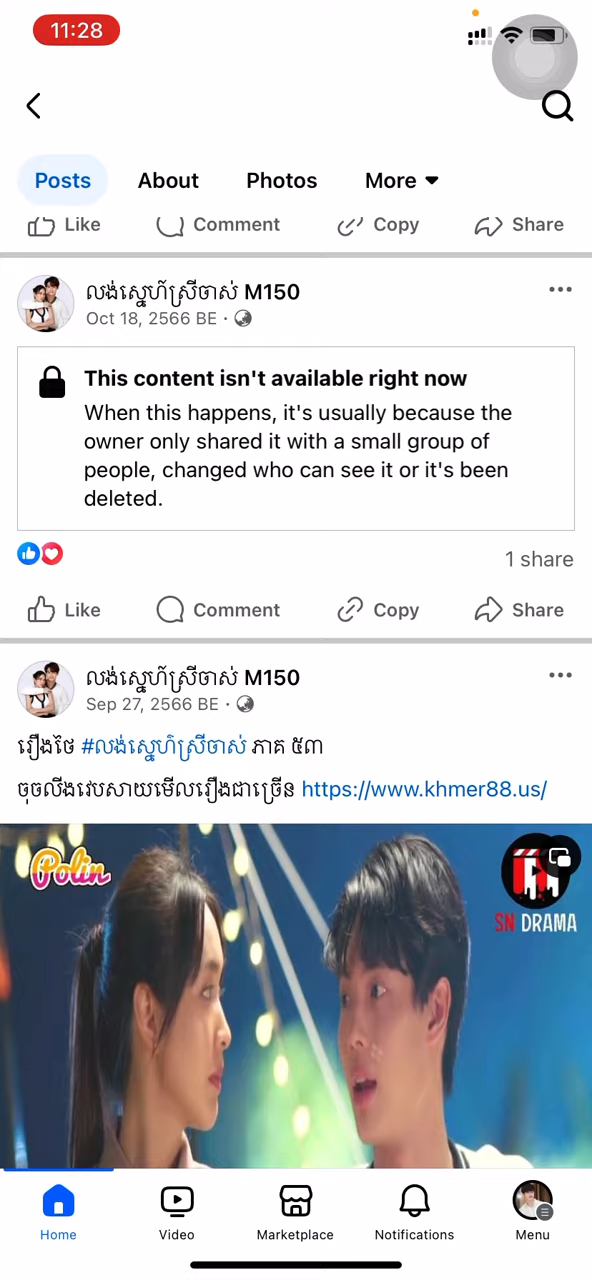 11:28
Posts
About
Photos
More
Like
Comment
Copy
Share
លង់ស្នេហ៍ស្រីចាស់ M150
Oct 18, 2566 BE ·
This content isn't available right now
When this happens, it's usually because the
owner only shared it with a small group of
people, changed who can see it or it's been
deleted.
1 share
Like
Comment
Copy
Share
លង់ស្នេហ៍ស្រីចាស់ M150
Sep 27, 2566 BE ·
រឿងថៃ #លង់ស្នេហ៌ស្រីចាស់ ភាគ ៥៣
ចុចលីងវេបសាយមើលរឿងជាច្រើន https://www.khmer88.us/
Polin
SN DRAMA
Home
Video
Marketplace
Notifications
Menu